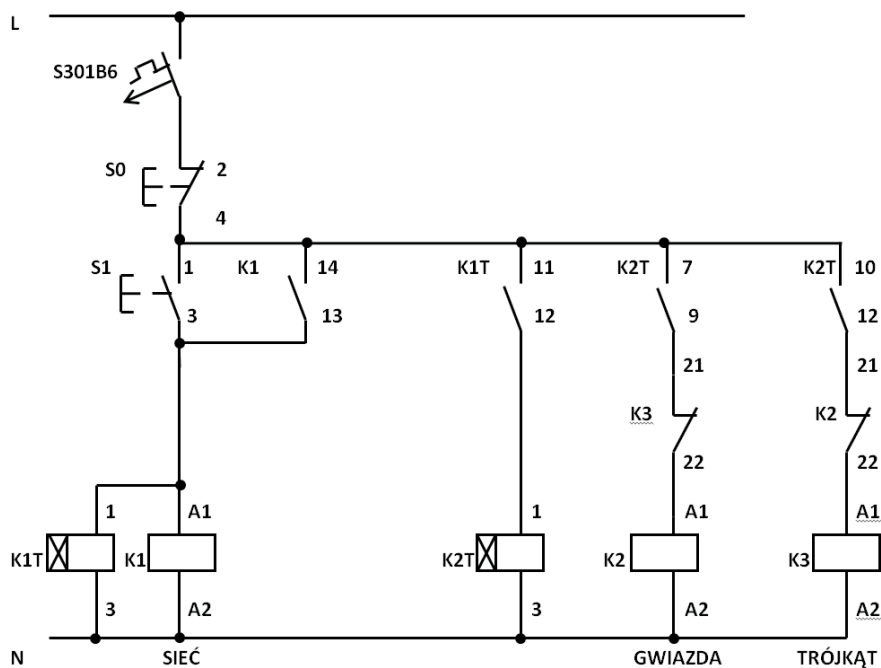 L
S301B6
S0 2
4
S1 1 K1 14 K1T 11 K2T 7 K2T 10
3 13 12 9 12
21 21
K3 K2
22 22
1 A1 1 A1 A1
K1T K1 K2T K2 K3
3 A2 3 A2 A2
N SIEĆ GWIAZDA TRÓJKĄT